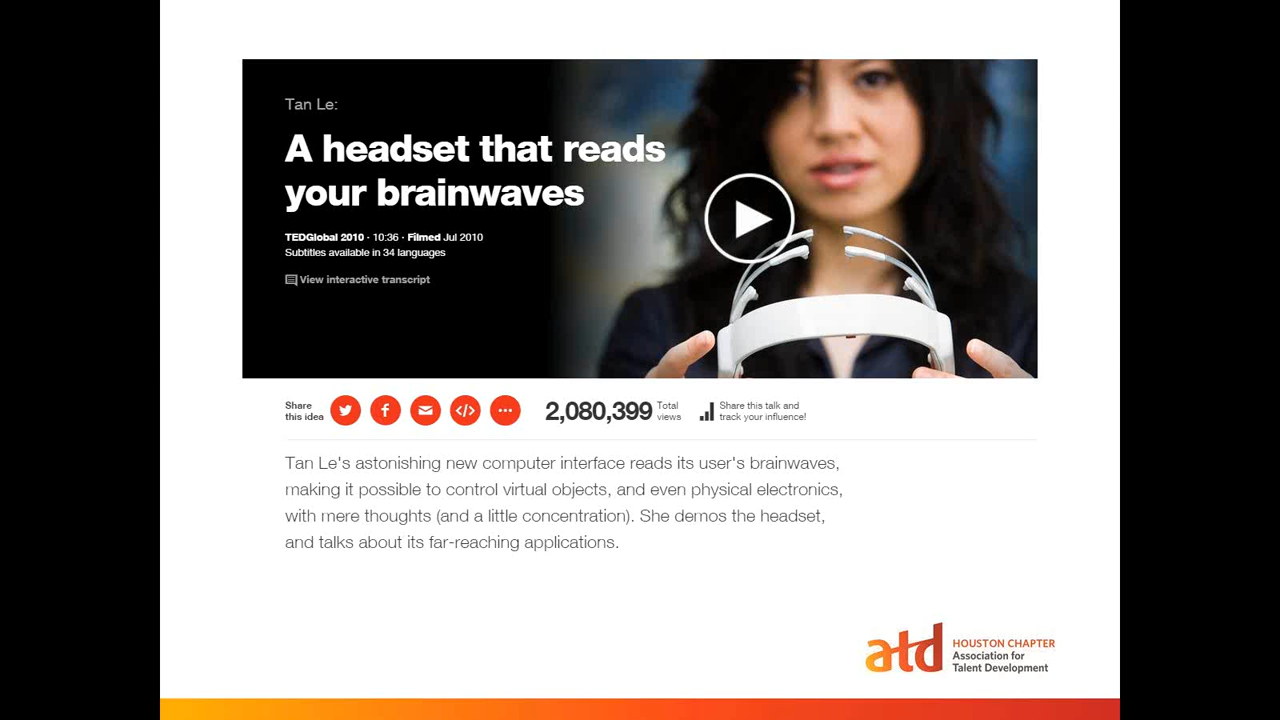 Tan Le:
A headset that reads
your brainwaves
TEDGlobal 2010 · 10:36 · Filmed Jul 2010
Subtitles available in 34 languages
View interactive transcript
Share
this idea
2,080,399
Total
views
Share this talk and
track your influence!
Tan Le's astonishing new computer interface reads its user's brainwaves,
making it possible to control virtual objects, and even physical electronics,
with mere thoughts (and a little concentration). She demos the headset,
and talks about its far-reaching applications.
atd
HOUSTON CHAPTER
Association for
Talent Development